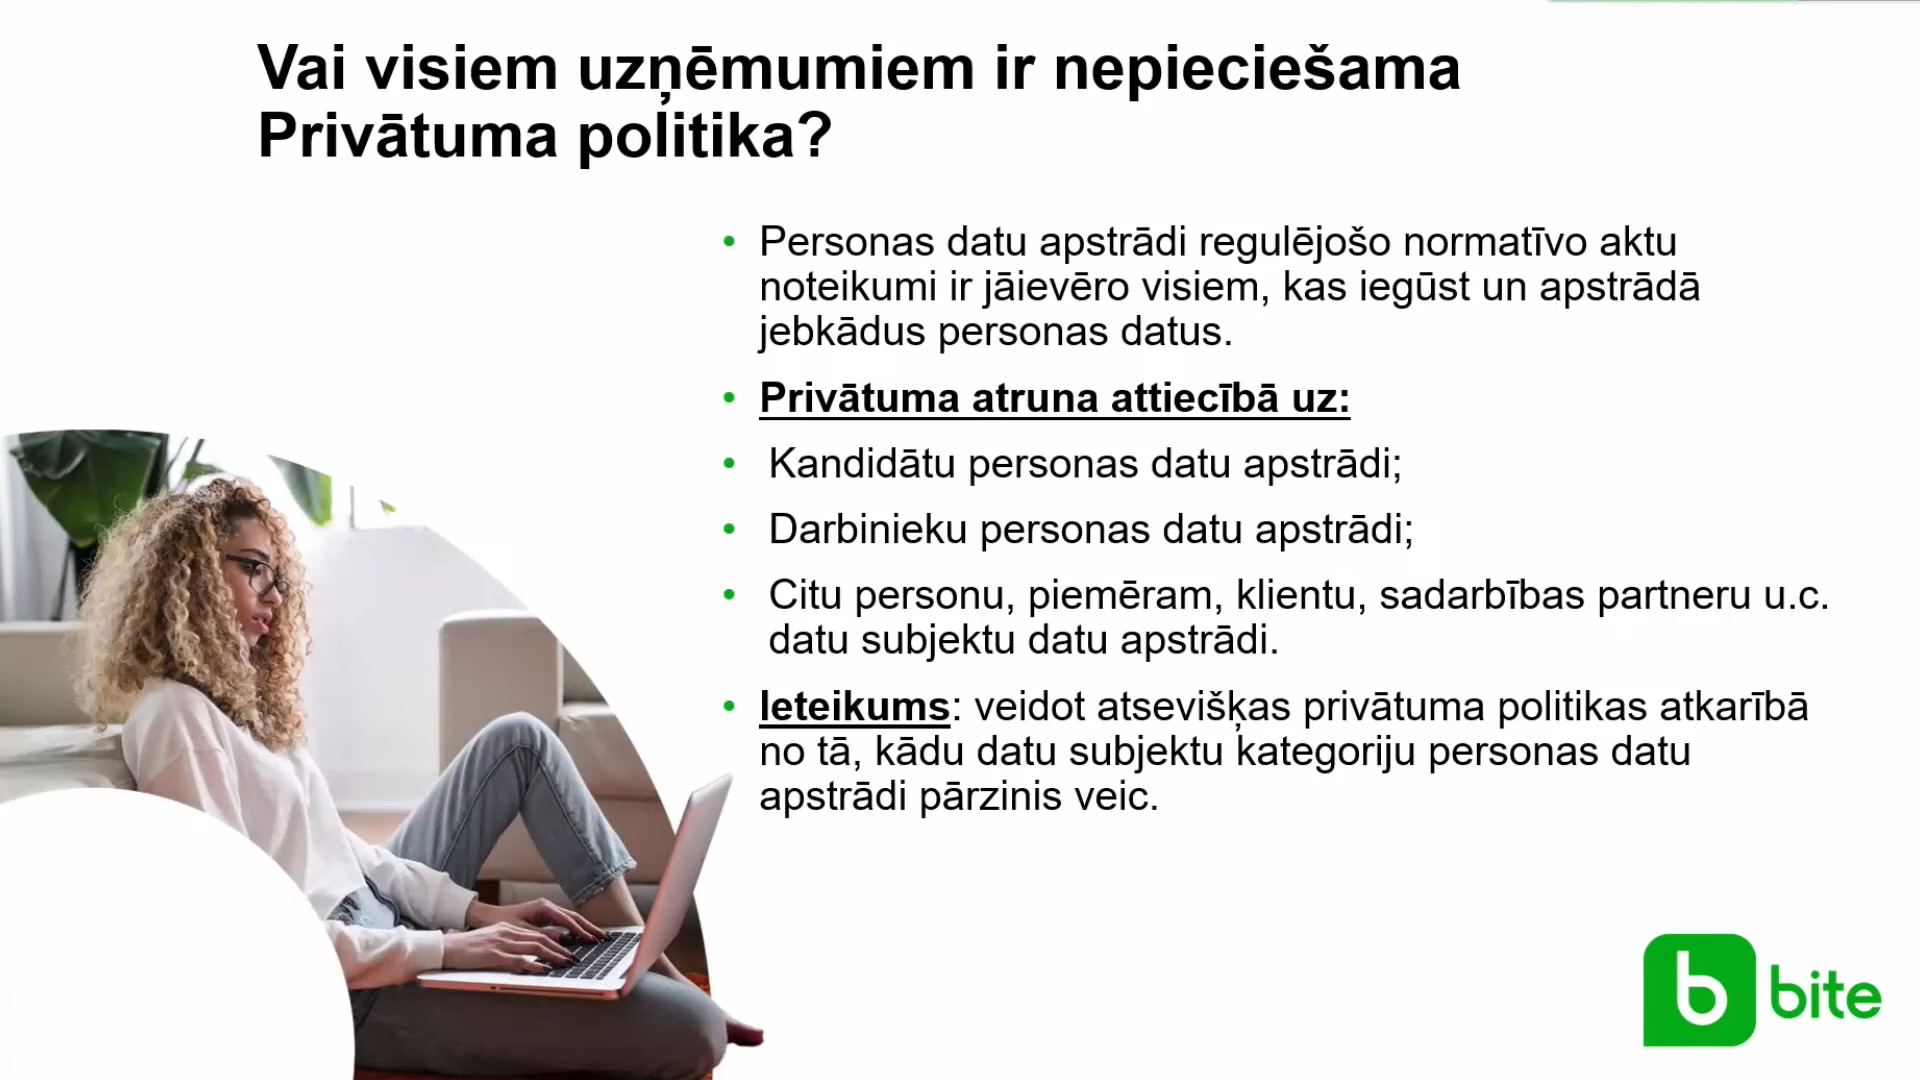 Vai visiem uzņēmumiem ir nepieciešama
Privātuma politika?
• Personas datu apstrādi regulējošo normatīvo aktu
noteikumi ir jāievēro visiem, kas iegūst un apstrādā
jebkādus personas datus.
• Privātuma atruna attiecībā uz:
• Kandidātu personas datu apstrādi;
• Darbinieku personas datu apstrādi;
• Citu personu, piemēram, klientu, sadarbības partneru u.c.
datu subjektu datu apstrādi.
• Ieteikums: veidot atsevišķas privātuma politikas atkarībā
no tā, kādu datu subjektu kategoriju personas datu
apstrādi pārzinis veic.
b bite